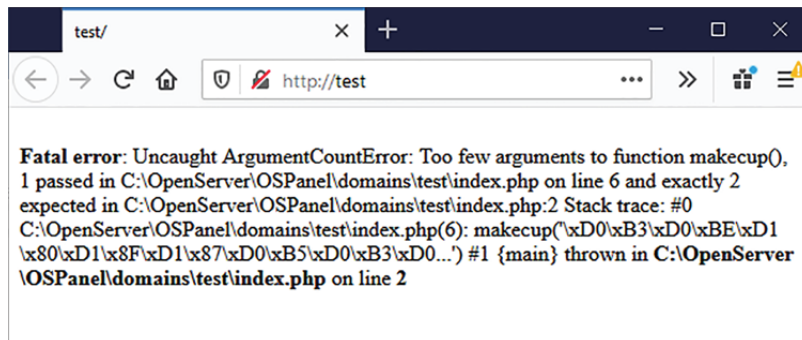 test/
http://test
Fatal error: Uncaught ArgumentCountError: Too few arguments to function makecup(),
1 passed in C:\OpenServer\OSPanel\domains\test\index.php on line 6 and exactly 2
expected in C:\OpenServer\OSPanel\domains\test\index.php:2 Stack trace: #0
C:\OpenServer\OSPanel\domains\test\index.php(6): makecup('\xD0\xB3\xD0\xBE\xD1
\x80\xD1\x8F\xD1\x87\xD0\xB5\xD0\xB3\xD0...') #1 {main} thrown in C:\OpenServer
\OSPanel\domains\test\index.php on line 2